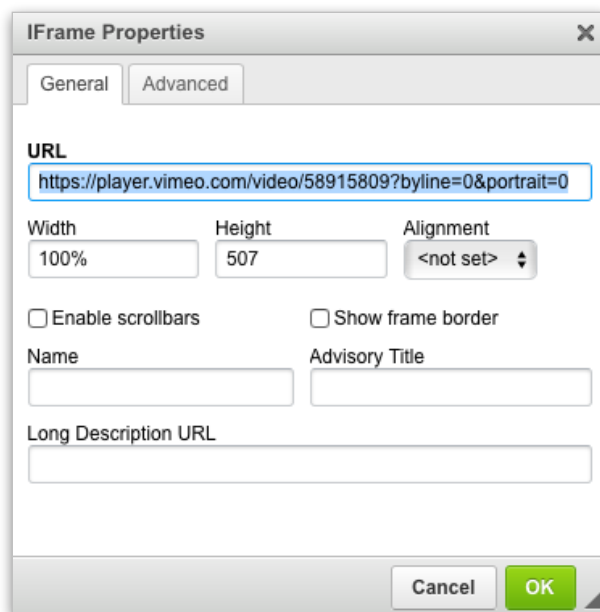 IFrame Properties
General Advanced
URL
https://player.vimeo.com/video/58915809?byline=0&portrait=0
Width Height Alignment
100% 507 <not set>
Enable scrollbars Show frame border
Name Advisory Title
Long Description URL
Cancel OK